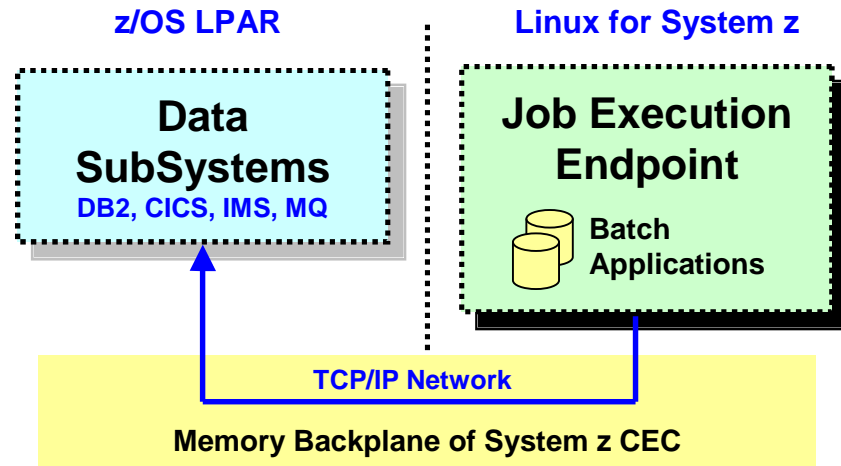 z/OS LPAR
Linux for System z
Data
SubSystems
DB2, CICS, IMS, MQ
Job Execution
Endpoint
Batch
Applications
TCP/IP Network
Memory Backplane of System z CEC